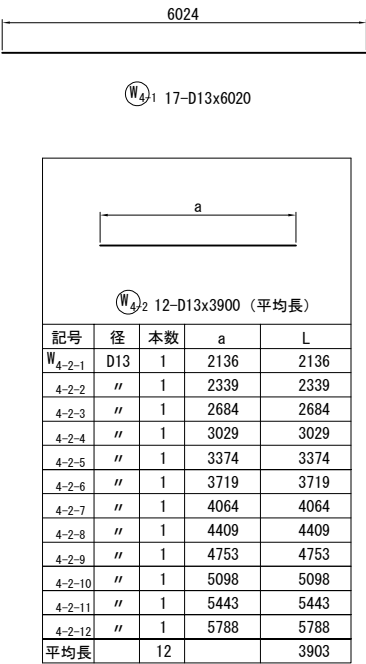 6024
W4-1 17-D13x6020
a
W4-2 12-D13x3900 (平均長)
記号 径 本数 a L
W4-2-1 D13 1 2136 2136
4-2-2 〃 1 2339 2339
4-2-3 〃 1 2684 2684
4-2-4 〃 1 3029 3029
4-2-5 〃 1 3374 3374
4-2-6 〃 1 3719 3719
4-2-7 〃 1 4064 4064
4-2-8 〃 1 4409 4409
4-2-9 〃 1 4753 4753
4-2-10 〃 1 5098 5098
4-2-11 〃 1 5443 5443
4-2-12 〃 1 5788 5788
平均長 12 3903